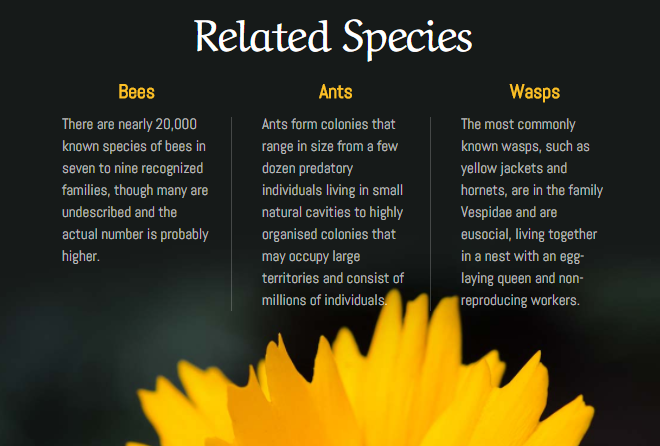 Related Species
Bees
There are nearly 20,000
known species of bees in
seven to nine recognized
families, though many are
undescribed and the
actual number is probably
higher.
Ants
Ants form colonies that
range in size from a few
dozen predatory
individuals living in small
natural cavities to highly
organised colonies that
may occupy large
territories and consist of
millions of individuals.
Wasps
The most commonly
known wasps, such as
yellow jackets and
hornets, are in the family
Vespidae and are
eusocial, living together
in a nest with an egg-
laying queen and non-
reproducing workers.